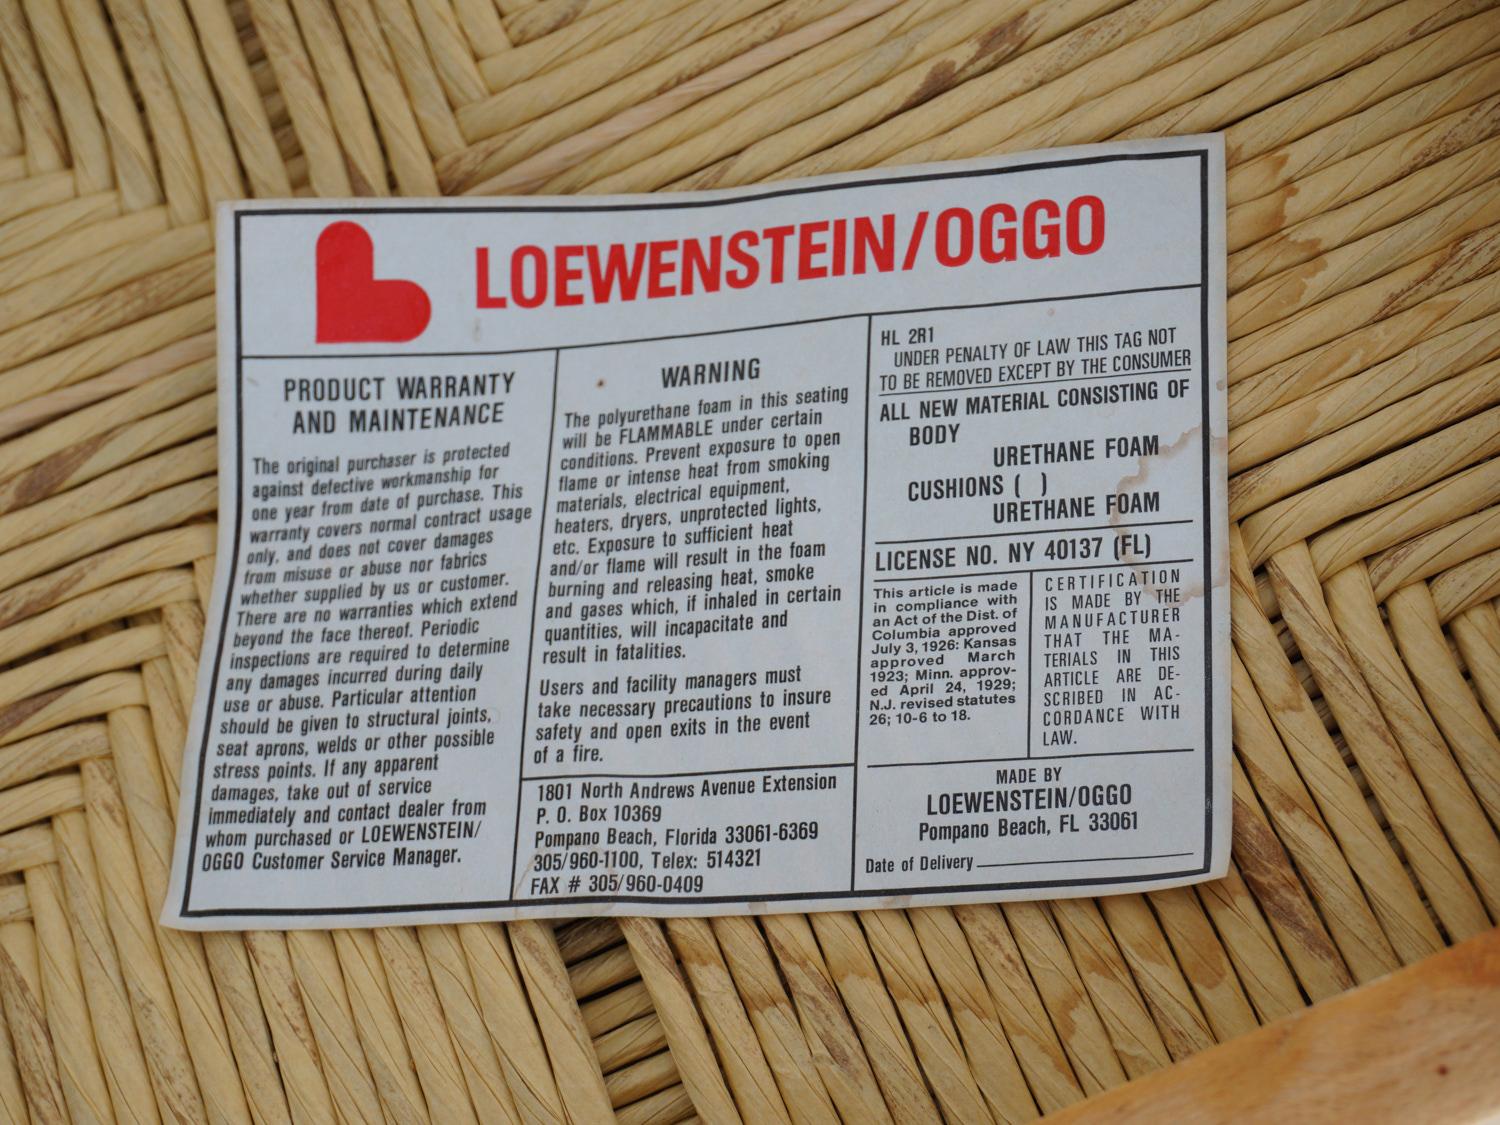 LOEWENSTEIN/OGGO
PRODUCT WARRANTY
AND MAINTENANCE
The original purchaser is protected
against defective workmanship for
one year from date of purchase. This
warranty covers normal contract usage
only, and does not cover damages
from misuse or abuse nor fabrics
whether supplied by us or customer.
There are no warranties which extend
beyond the face thereof. Periodic
inspections are required to determine
any damages incurred during daily
use or abuse. Particular attention
should be given to structural joints,
seat aprons, welds or other possible
stress points. If any apparent
damages, take out of service
immediately and contact dealer from
whom purchased or LOEWENSTEIN/
OGGO Customer Service Manager.
WARNING
The polyurethane foam in this seating
will be FLAMMABLE under certain
conditions. Prevent exposure to open
flame or intense heat from smoking
materials, electrical equipment,
heaters, dryers, unprotected lights,
etc. Exposure to sufficient heat
and/or flame will result in the foam
burning and releasing heat, smoke
and gases which, if inhaled in certain
quantities, will incapacitate and
result in fatalities.
Users and facility managers must
take necessary precautions to insure
safety and open exits in the event
of a fire.
1801 North Andrews Avenue Extension
P. O. Box 10369
Pompano Beach, Florida 33061-6369
305/960-1100, Telex: 514321
FAX # 305/960-0409
HL 2R1
UNDER PENALTY OF LAW THIS TAG NOT
TO BE REMOVED EXCEPT BY THE CONSUMER
ALL NEW MATERIAL CONSISTING OF
BODY
URETHANE FOAM
CUSHIONS ( )
URETHANE FOAM
LICENSE NO. NY 40137 (FL)
This article is made
in compliance with
an Act of the Dist. of
Columbia approved
July 3, 1926: Kansas
approved March
1923; Minn. approv-
ed April 24, 1929;
N.J. revised statutes
26; 10-6 to 18.
CERTIFICATION
IS MADE BY THE
MANUFACTURER
THAT THE MA-
TERIALS IN THIS
ARTICLE ARE DE-
SCRIBED IN AC-
CORDANCE WITH
LAW.
MADE BY
LOEWENSTEIN/OGGO
Pompano Beach, FL 33061
Date of Delivery